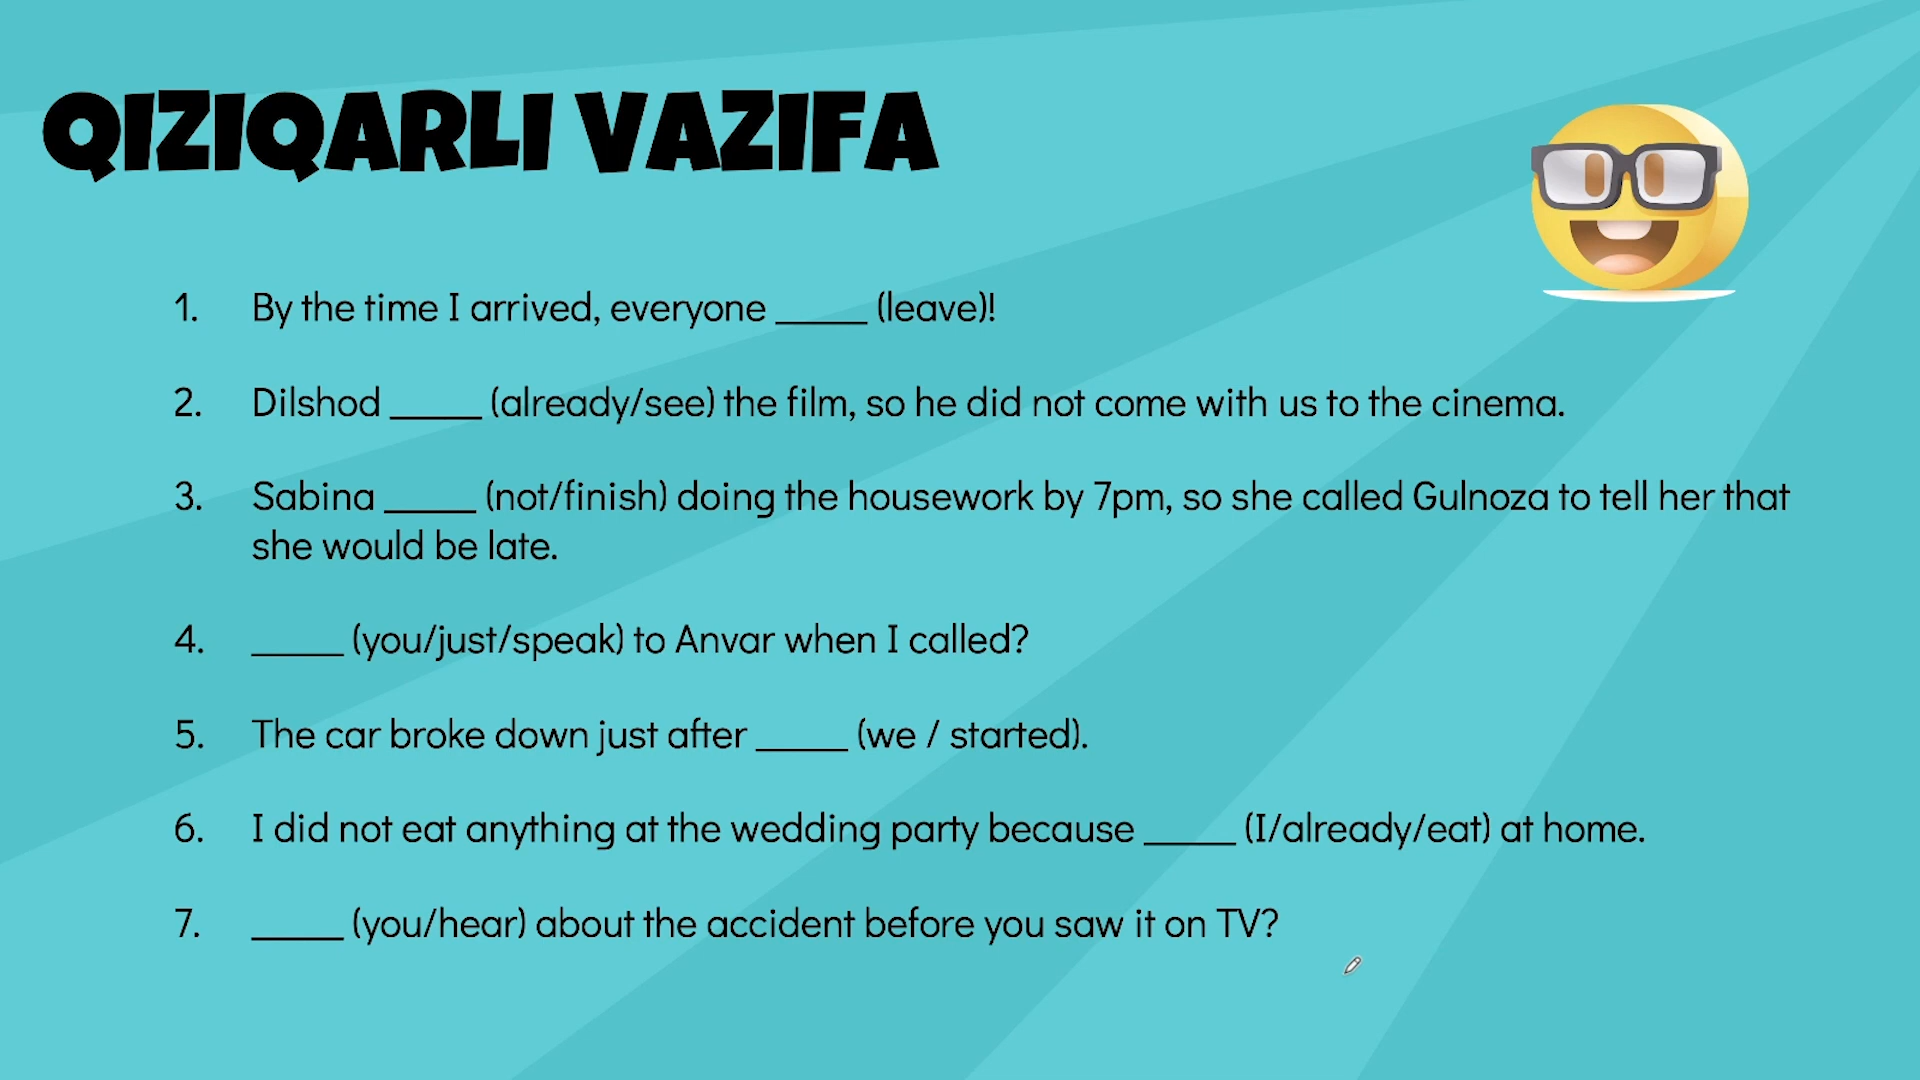 QIZIQARLI VAZIFA
1. By the time I arrived, everyone _____ (leave)!
2. Dilshod _____ (already/see) the film, so he did not come with us to the cinema.
3. Sabina _____ (not/finish) doing the housework by 7pm, so she called Gulnoza to tell her that
she would be late.
4. _____ (you/just/speak) to Anvar when I called?
5. The car broke down just after _____ (we / started).
6. I did not eat anything at the wedding party because _____ (I/already/eat) at home.
7. _____ (you/hear) about the accident before you saw it on TV?